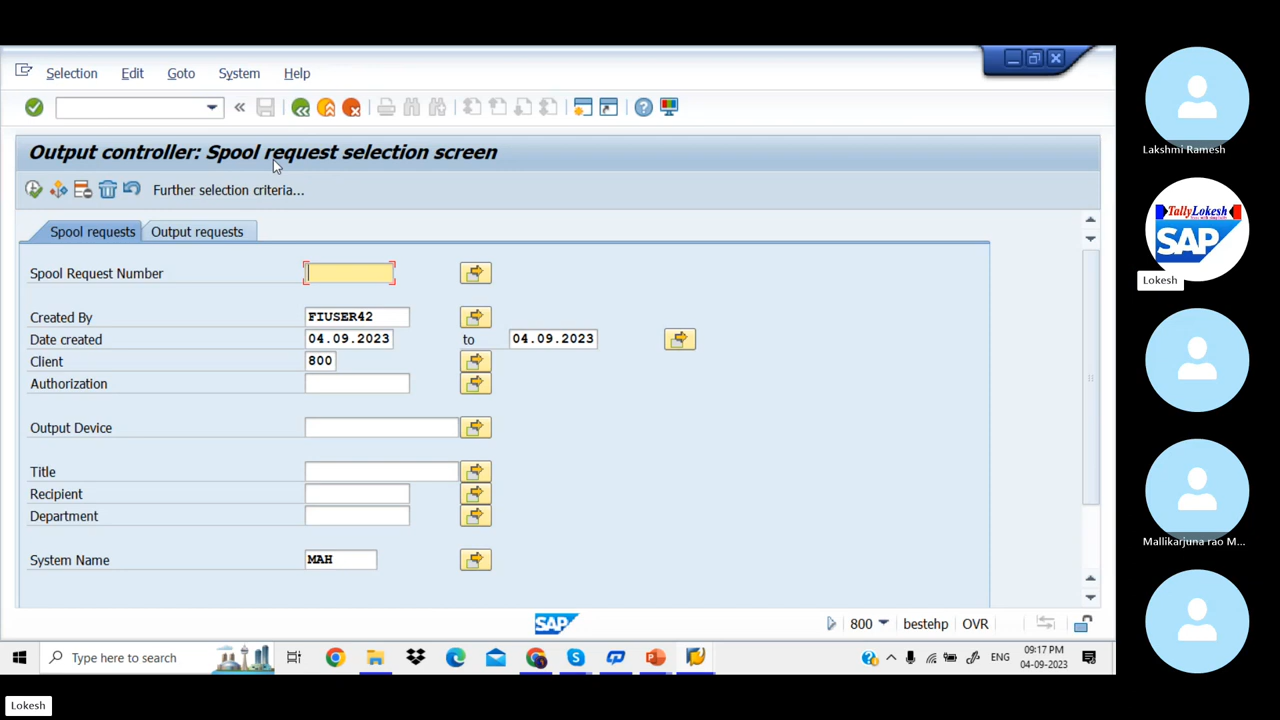 Selection Edit Goto System Help
Output controller: Spool request selection screen
Further selection criteria...
Spool requests Output requests
Spool Request Number
Created By FIUSER42
Date created 04.09.2023 to 04.09.2023
Client 800
Authorization
Output Device
Title
Recipient
Department
System Name MAH
SAP 800 bestehp OVR
Type here to search ENG 09:17 PM
04-09-2023
Lokesh
Lakshmi Ramesh
TallyLokesh
SAP
Lokesh
Mallikarjuna rao M...